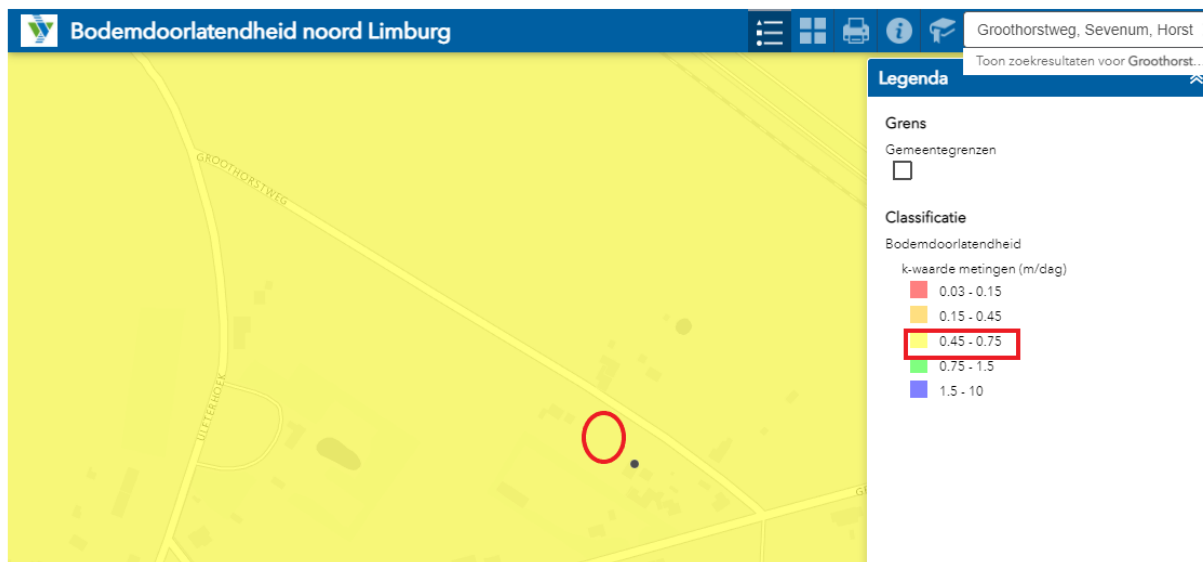 Bodemdoorlatendheid noord Limburg
Groothorstweg, Sevenum, Horst
Toon zoekresultaten voor Groothorst...
Legenda
Grens
Gemeentegrenzen
Classificatie
Bodemdoorlatendheid
k-waarde metingen (m/dag)
0.03 - 0.15
0.15 - 0.45
0.45 - 0.75
0.75 - 1.5
1.5 - 10
GROOTHORSTWEG
ULFTERHOEK